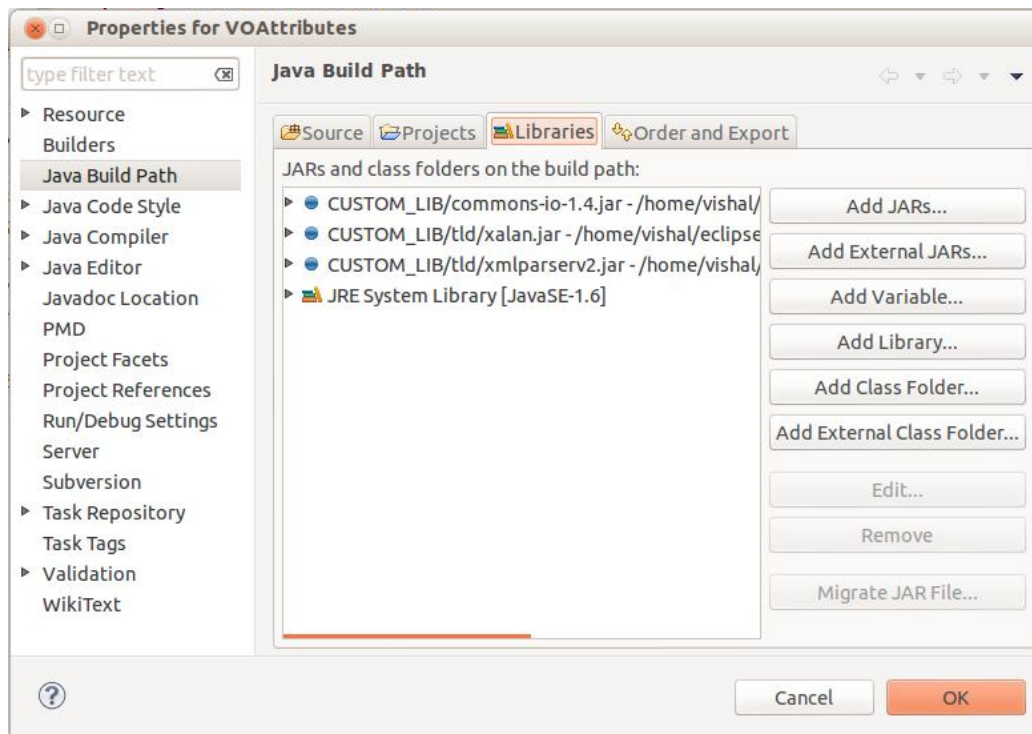 Properties for VOAttributes
type filter text
Resource
Builders
Java Build Path
Java Code Style
Java Compiler
Java Editor
Javadoc Location
PMD
Project Facets
Project References
Run/Debug Settings
Server
Subversion
Task Repository
Task Tags
Validation
WikiText
Java Build Path
Source Projects Libraries Order and Export
JARs and class folders on the build path:
CUSTOM_LIB/commons-io-1.4.jar - /home/vishal/
CUSTOM_LIB/tld/xalan.jar - /home/vishal/eclipse
CUSTOM_LIB/tld/xmlparserv2.jar - /home/vishal/
JRE System Library [JavaSE-1.6]
Add JARs...
Add External JARs...
Add Variable...
Add Library...
Add Class Folder...
Add External Class Folder...
Edit...
Remove
Migrate JAR File...
Cancel OK